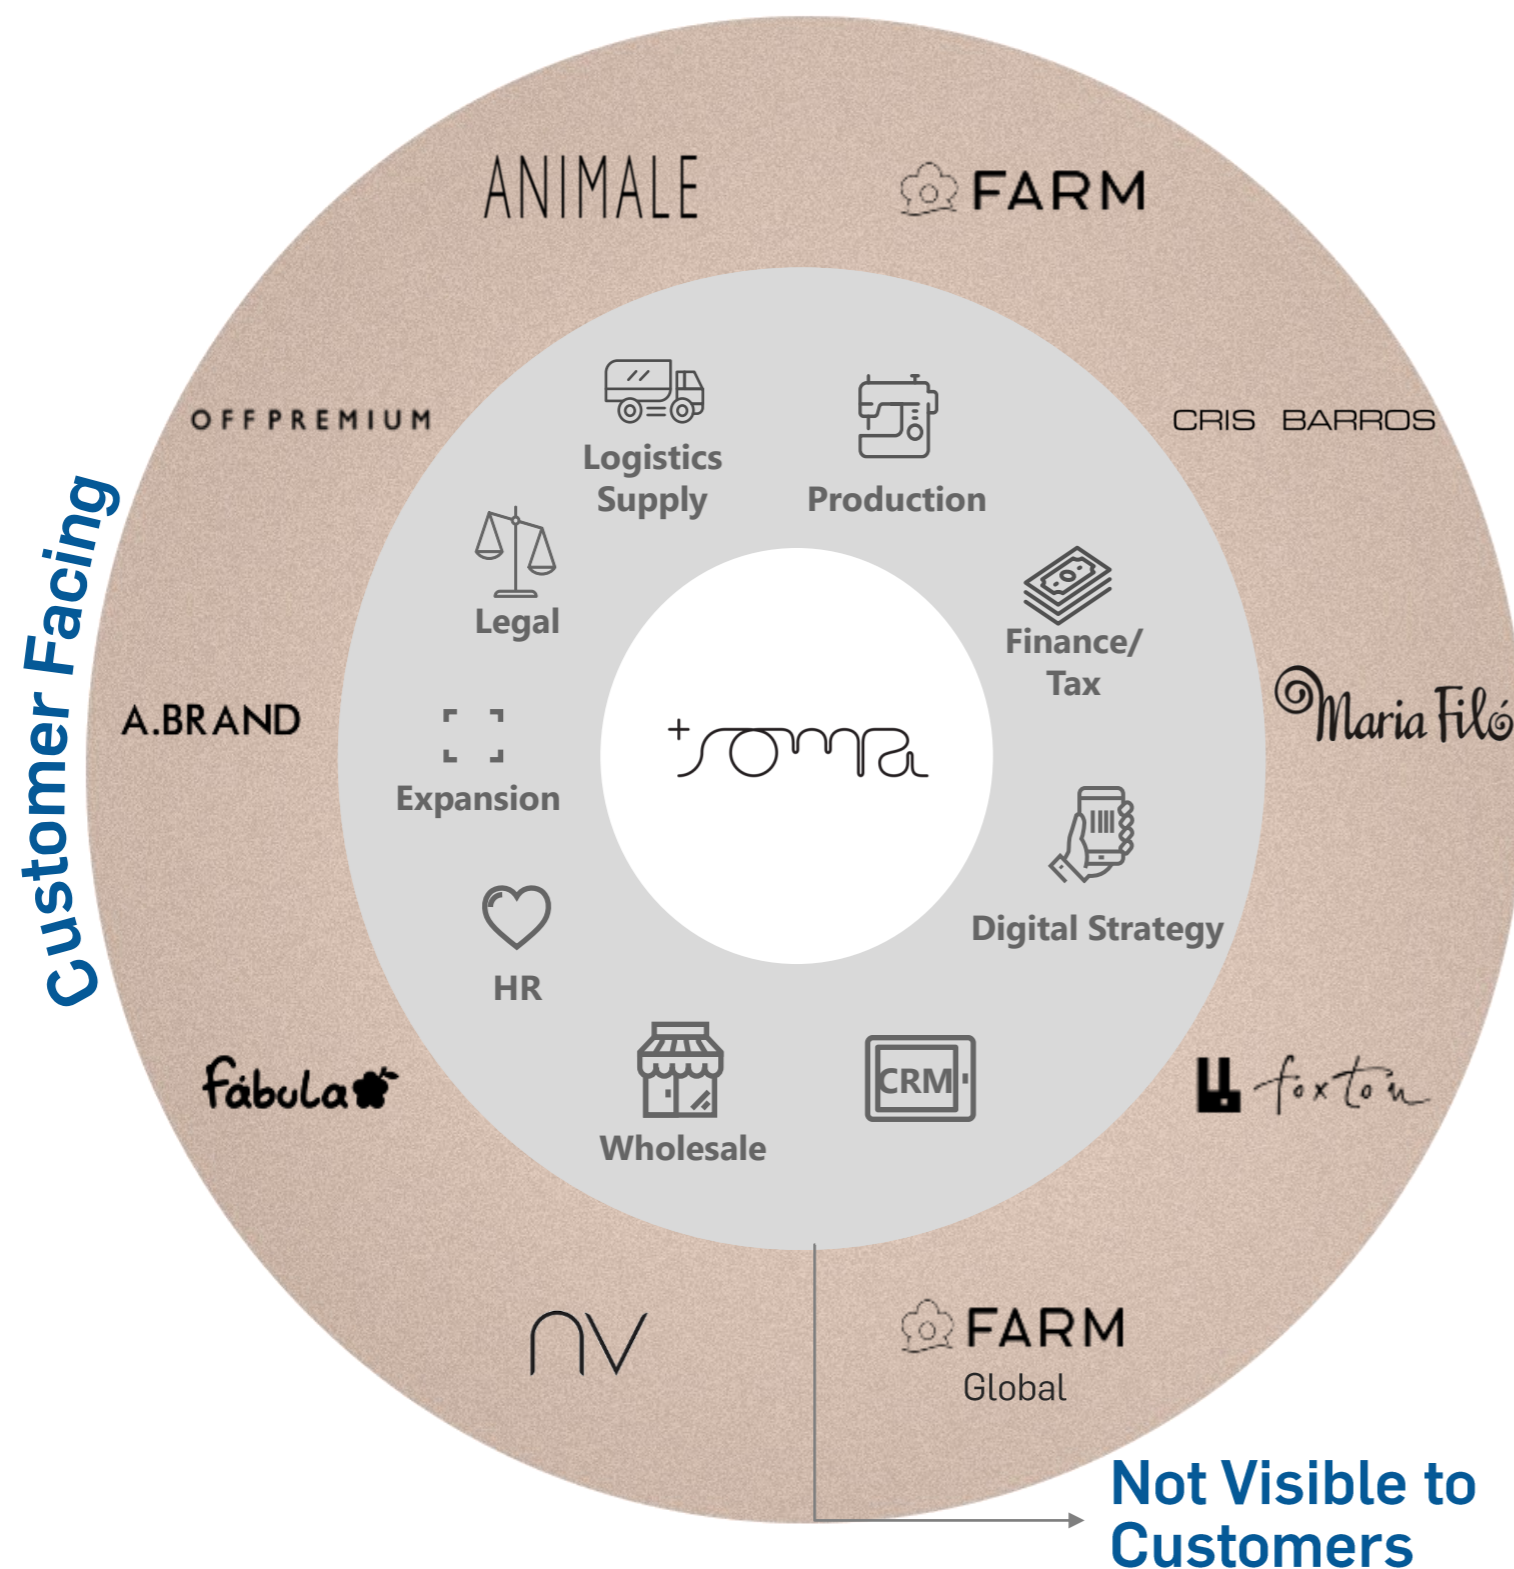 ANIMALE
FARM
OFFPREMIUM
CRIS BARROS
Customer Facing
Logistics
Supply
Production
Legal
Finance/
Tax
A.BRAND
Maria Filó
+soma
Expansion
Digital Strategy
HR
fábula
foxton
CRM
Wholesale
NV
FARM
Global
Not Visible to
Customers